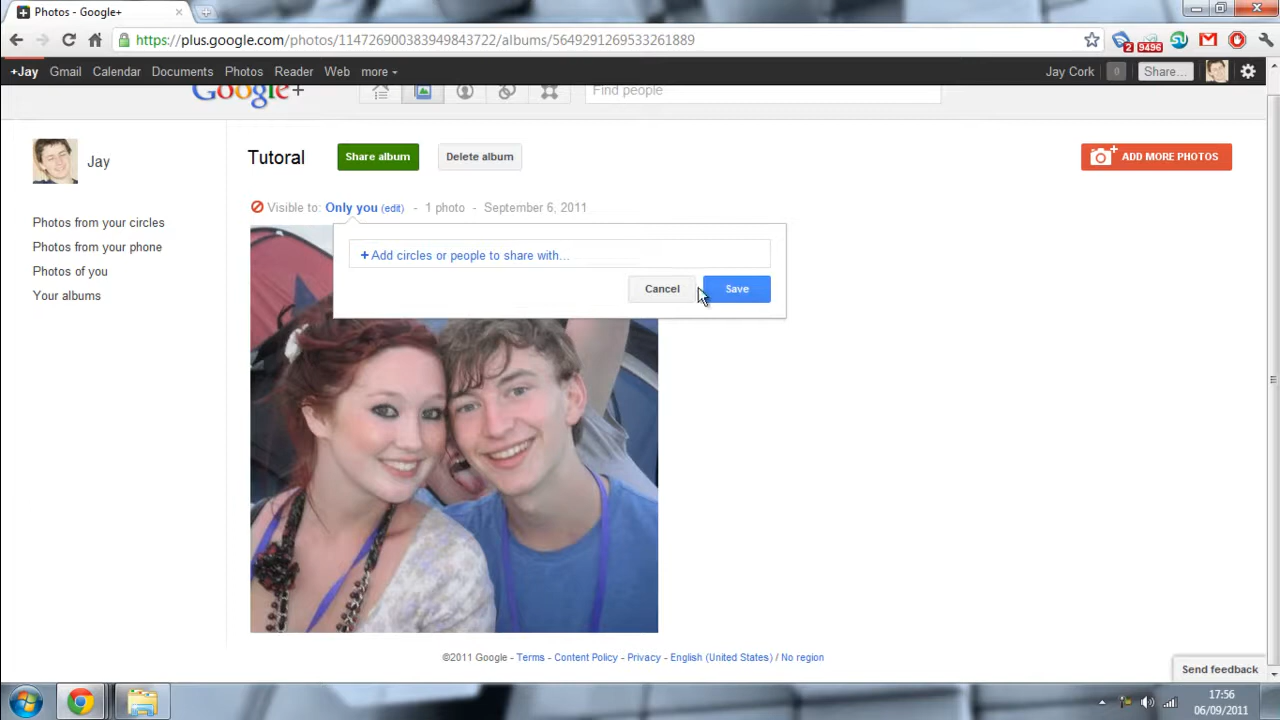 Photos - Google+
https://plus.google.com/photos/114726900383949843722/albums/5649291269533261889
2
9496
+Jay Gmail Calendar Documents Photos Reader Web more
Jay Cork 0 Share...
Google+
Find people
Jay
Tutoral Share album Delete album
ADD MORE PHOTOS
Visible to: Only you (edit) - 1 photo - September 6, 2011
Photos from your circles
Photos from your phone
Photos of you
Your albums
+Add circles or people to share with...
Cancel Save
©2011 Google - Terms - Content Policy - Privacy - English (United States) / No region
Send feedback
17:56
06/09/2011